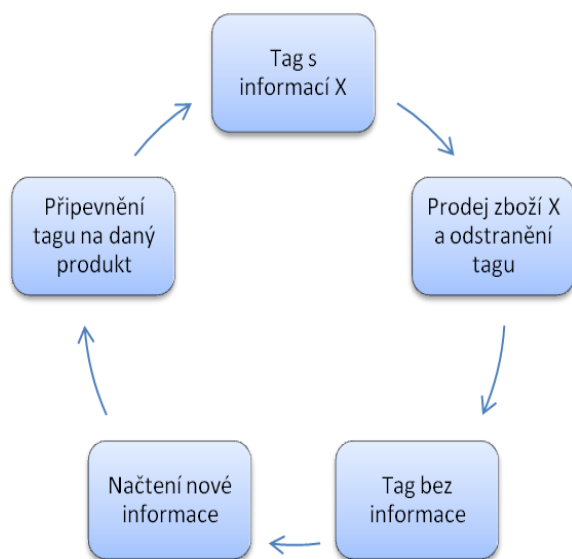 Tag s
informací X
Prodej zboží X
a odstranění
tagu
Tag bez
informace
Načtení nové
informace
Připevnění
tagu na daný
produkt